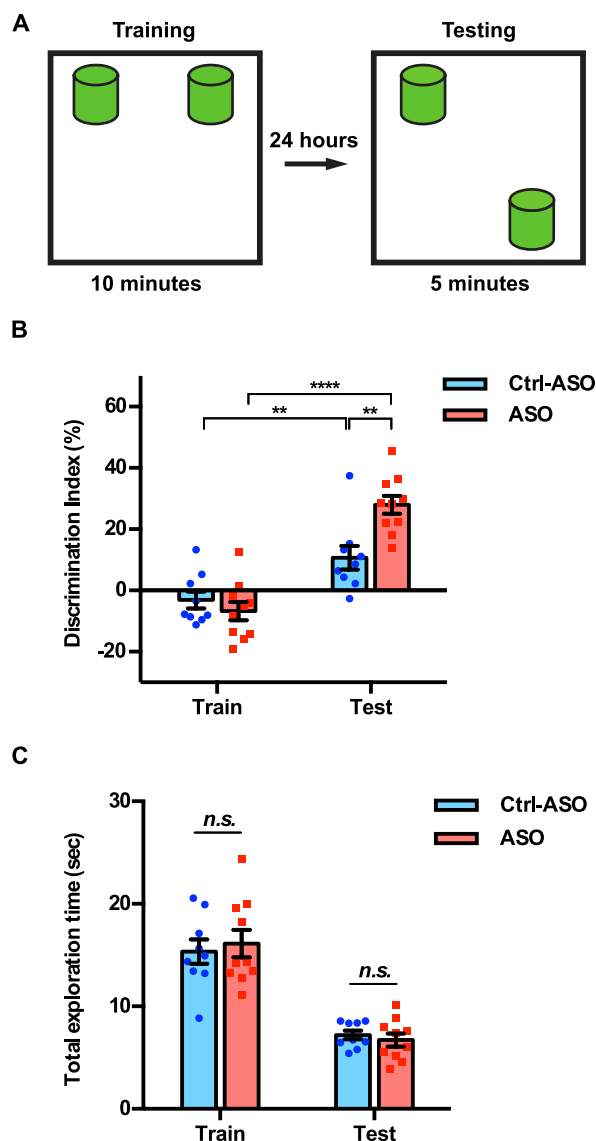 A
Training
Testing
24 hours
10 minutes
5 minutes
B
Discrimination Index (%)
60
40
20
0
-20
****
**
**
Ctrl-ASO
ASO
Train
Test
C
Total exploration time (sec)
30
20
10
0
n.s.
n.s.
Ctrl-ASO
ASO
Train
Test